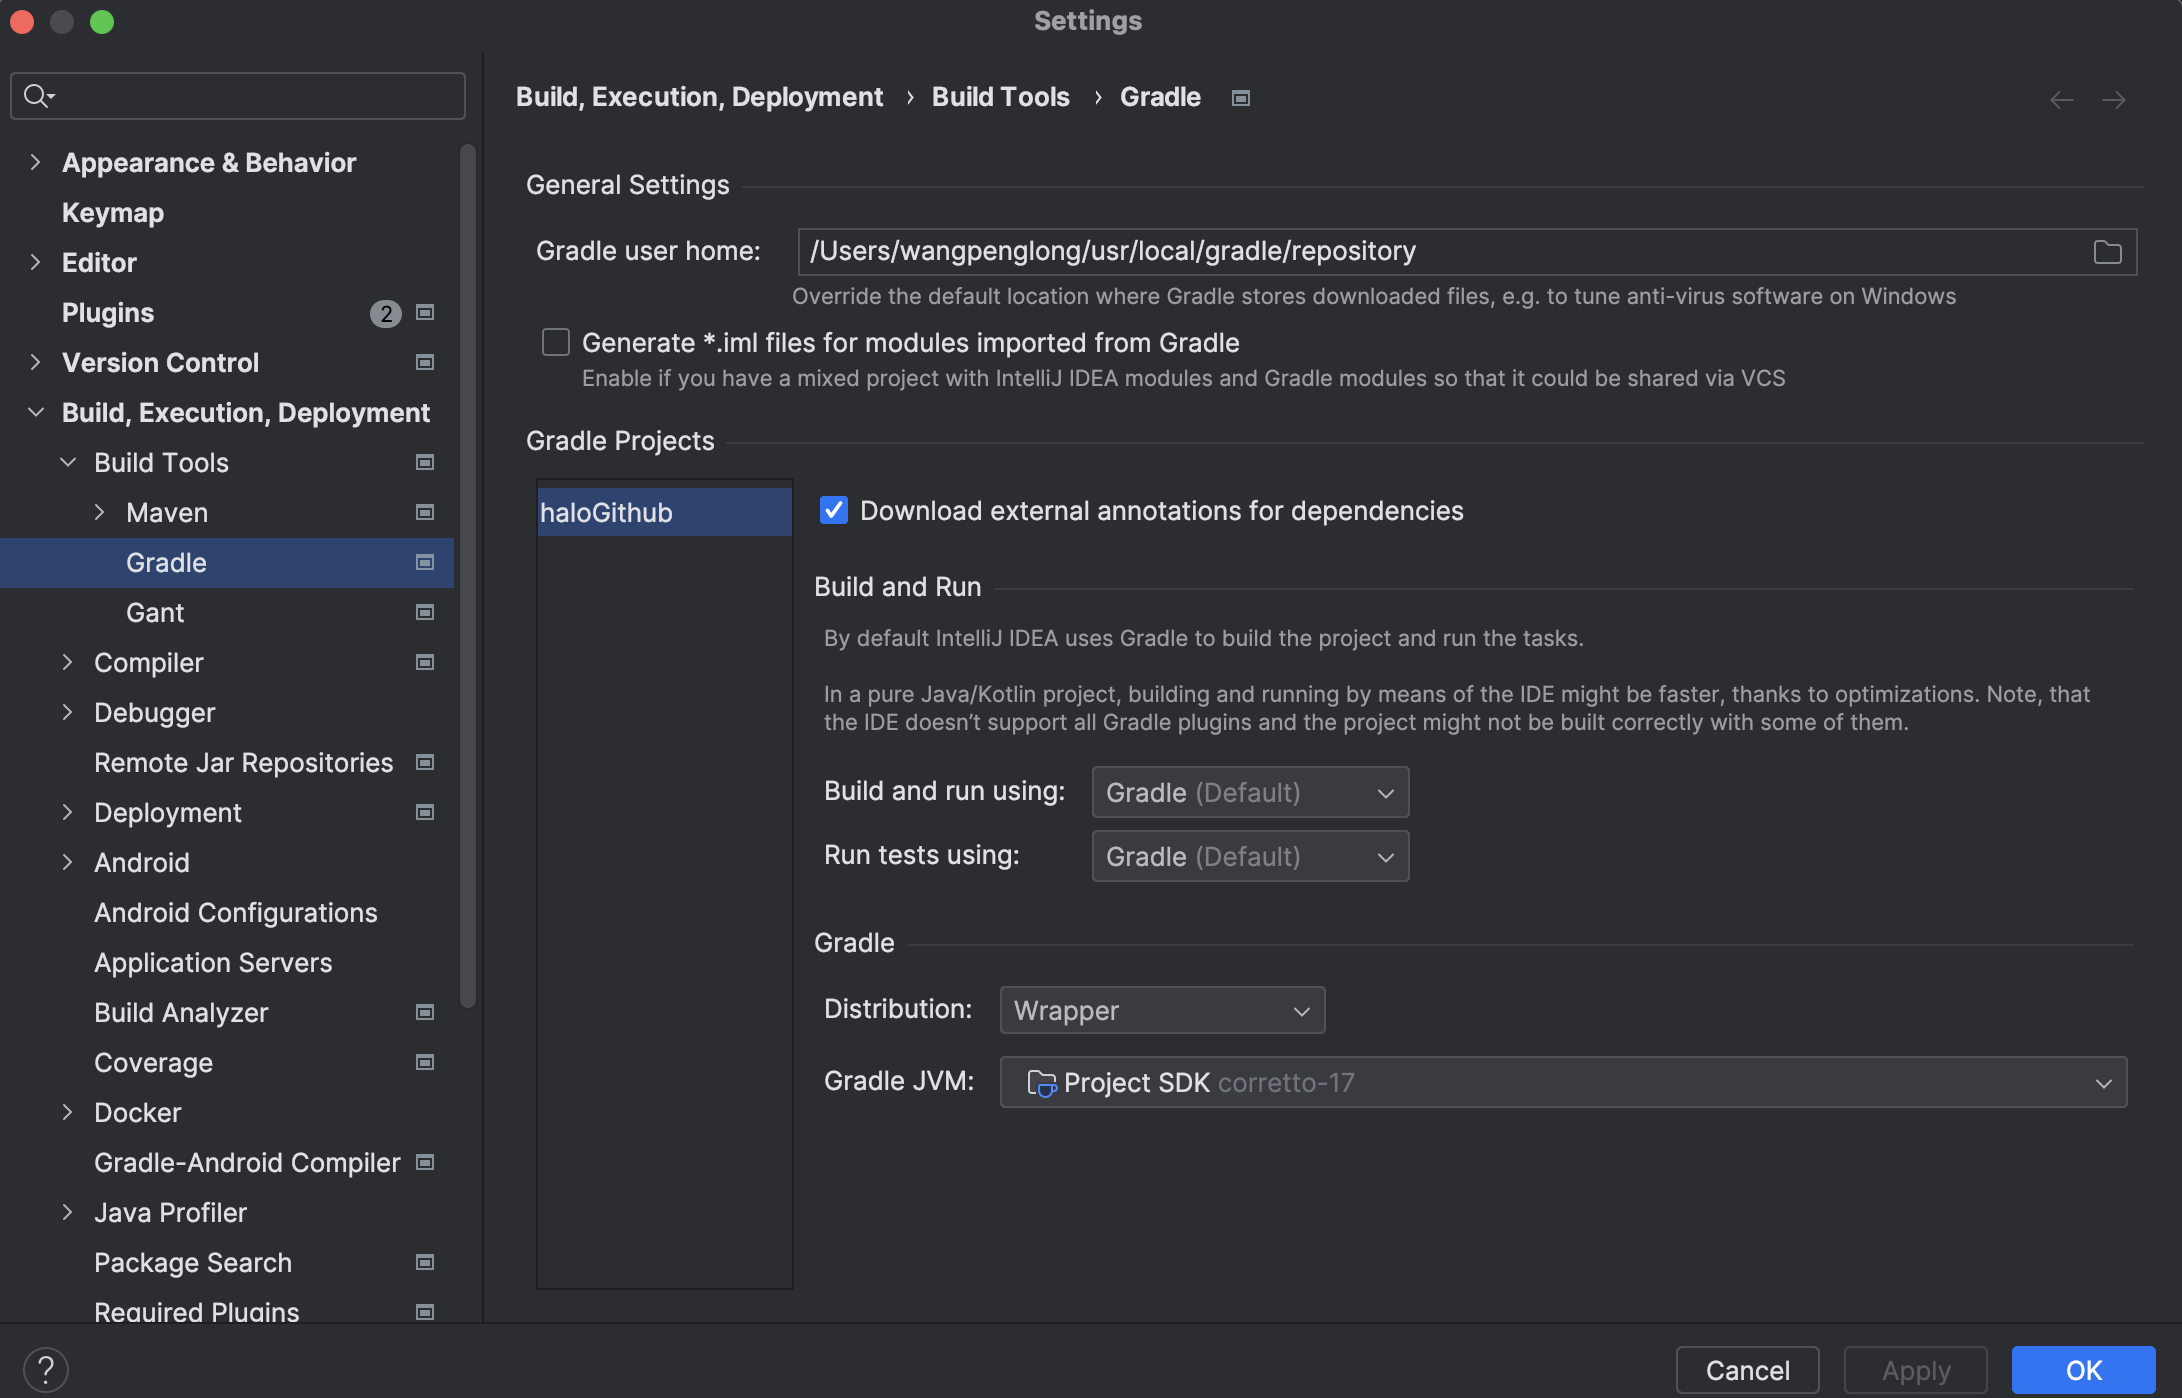 Settings
Build, Execution, Deployment › Build Tools › Gradle
Appearance & Behavior
Keymap
Editor
Plugins 2
Version Control
Build, Execution, Deployment
Build Tools
Maven
Gradle
Gant
Compiler
Debugger
Remote Jar Repositories
Deployment
Android
Android Configurations
Application Servers
Build Analyzer
Coverage
Docker
Gradle-Android Compiler
Java Profiler
Package Search
Required Plugins
General Settings
Gradle user home: /Users/wangpenglong/usr/local/gradle/repository
Override the default location where Gradle stores downloaded files, e.g. to tune anti-virus software on Windows
Generate *.iml files for modules imported from Gradle
Enable if you have a mixed project with IntelliJ IDEA modules and Gradle modules so that it could be shared via VCS
Gradle Projects
haloGithub
Download external annotations for dependencies
Build and Run
By default IntelliJ IDEA uses Gradle to build the project and run the tasks.
In a pure Java/Kotlin project, building and running by means of the IDE might be faster, thanks to optimizations. Note, that
the IDE doesn’t support all Gradle plugins and the project might not be built correctly with some of them.
Build and run using: Gradle (Default)
Run tests using: Gradle (Default)
Gradle
Distribution: Wrapper
Gradle JVM: Project SDK corretto-17
?
Cancel
Apply
OK